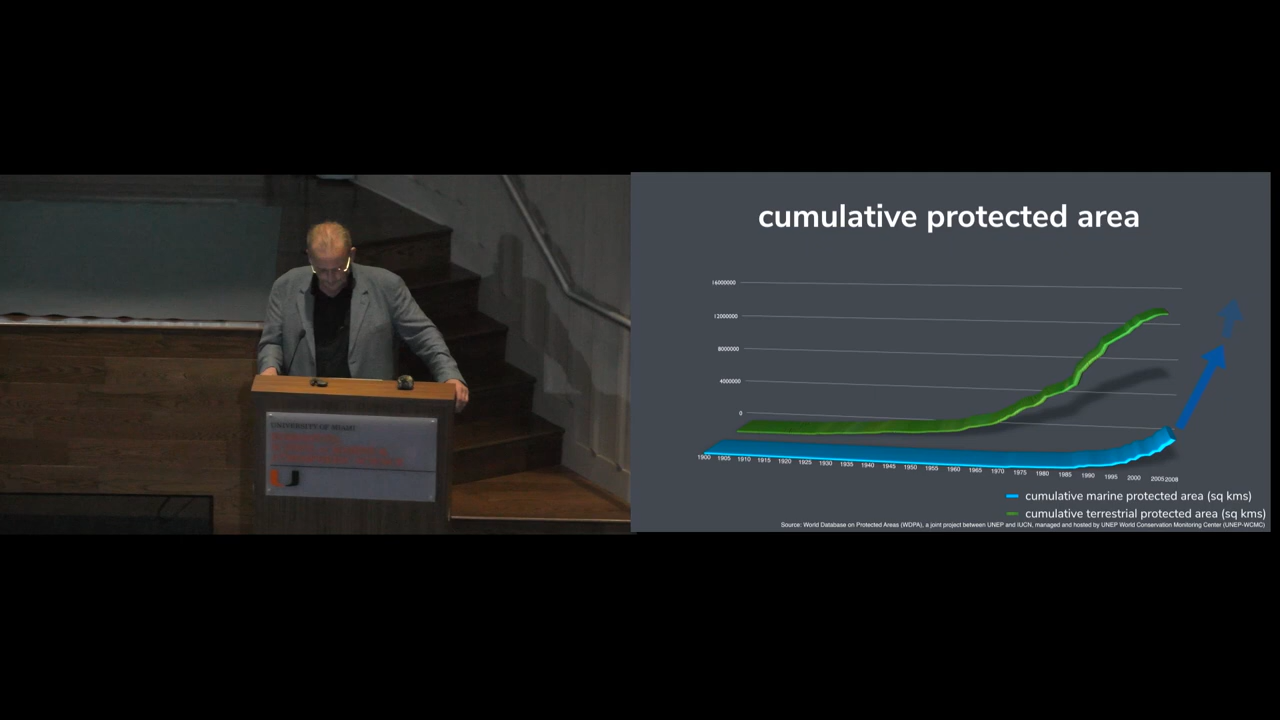 cumulative protected area
16000000
12000000
8000000
4000000
0
1900 1905 1910 1915 1920 1925 1930 1935 1940 1945 1950 1955 1960 1965 1970 1975 1980 1985 1990 1995 2000 2005 2008
cumulative marine protected area (sq kms)
cumulative terrestrial protected area (sq kms)
Source: World Database on Protected Areas (WDPA), a joint project between UNEP and IUCN, managed and hosted by UNEP World Conservation Monitoring Center (UNEP-WCMC)
UNIVERSITY OF MIAMI